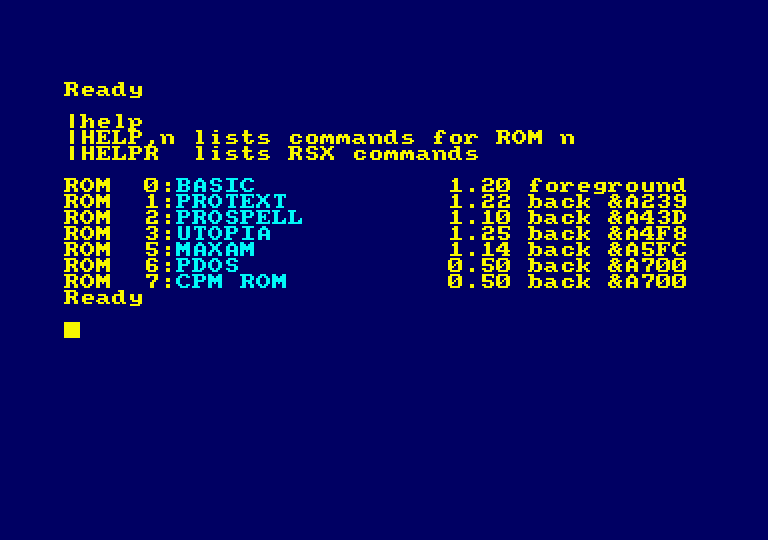 Ready
|help
|HELP,n lists commands for ROM n
|HELPR  lists RSX commands
ROM  0:BASIC            1.20 foreground
ROM  1:PROTEXT          1.22 back &A239
ROM  2:PROSPELL         1.10 back &A43D
ROM  3:UTOPIA           1.25 back &A4F8
ROM  5:MAXAM            1.14 back &A5FC
ROM  6:PDOS             0.50 back &A700
ROM  7:CPM ROM          0.50 back &A700
Ready